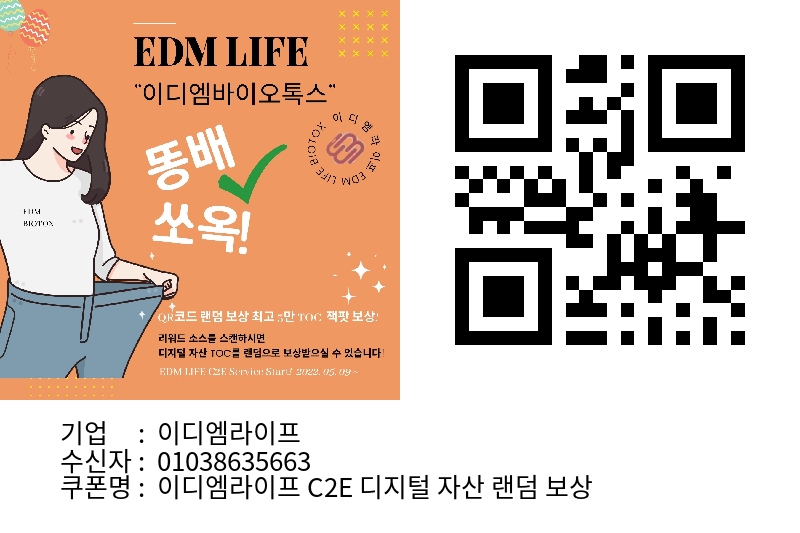 EDM LIFE
"이디엠바이오톡스"
똥배
쏘옥!
이디엠라이프 EDM LIFE BIOTOX
EDM
BIOTOX
QR코드 랜덤 보상 최고 5만 TOC 잭팟 보상!
리워드 소스를 스캔하시면
디지털 자산 TOC를 랜덤으로 보상받으실 수 있습니다!
EDM LIFE C2E Service Start! 2022. 05. 09 ~
기업 : 이디엠라이프
수신자 : 01038635663
쿠폰명 : 이디엠라이프 C2E 디지털 자산 랜덤 보상